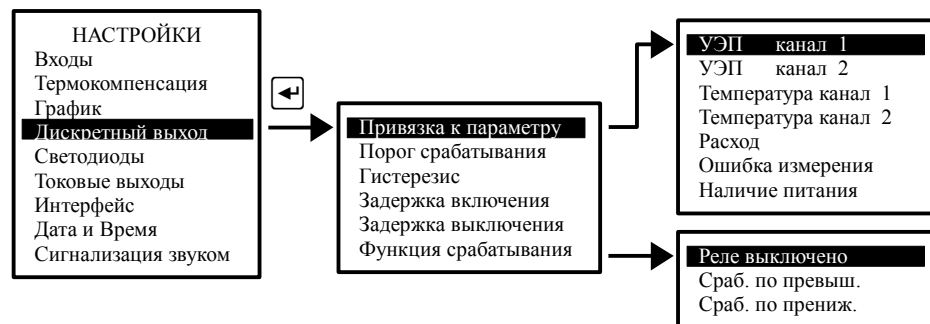 НАСТРОЙКИ
Входы
Термокомпенсация
График
Дискретный выход
Светодиоды
Токовые выходы
Интерфейс
Дата и Время
Сигнализация звуком
Привязка к параметру
Порог срабатывания
Гистерезис
Задержка включения
Задержка выключения
Функция срабатывания
УЭП канал 1
УЭП канал 2
Температура канал 1
Температура канал 2
Расход
Ошибка измерения
Наличие питания
Реле выключено
Сраб. по превыш.
Сраб. по прениж.